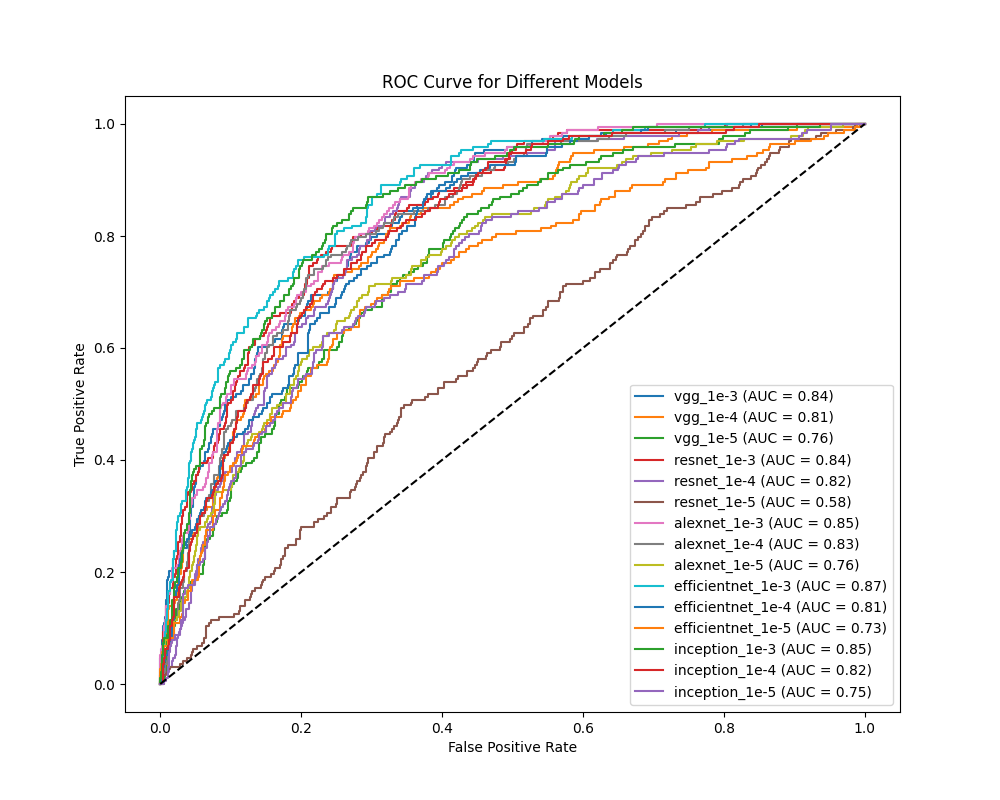 ROC Curve for Different Models
True Positive Rate
1.0
0.8
0.6
0.4
0.2
0.0
vgg_1e-3 (AUC = 0.84)
vgg_1e-4 (AUC = 0.81)
vgg_1e-5 (AUC = 0.76)
resnet_1e-3 (AUC = 0.84)
resnet_1e-4 (AUC = 0.82)
resnet_1e-5 (AUC = 0.58)
alexnet_1e-3 (AUC = 0.85)
alexnet_1e-4 (AUC = 0.83)
alexnet_1e-5 (AUC = 0.76)
efficientnet_1e-3 (AUC = 0.87)
efficientnet_1e-4 (AUC = 0.81)
efficientnet_1e-5 (AUC = 0.73)
inception_1e-3 (AUC = 0.85)
inception_1e-4 (AUC = 0.82)
inception_1e-5 (AUC = 0.75)
0.0 0.2 0.4 0.6 0.8 1.0
False Positive Rate